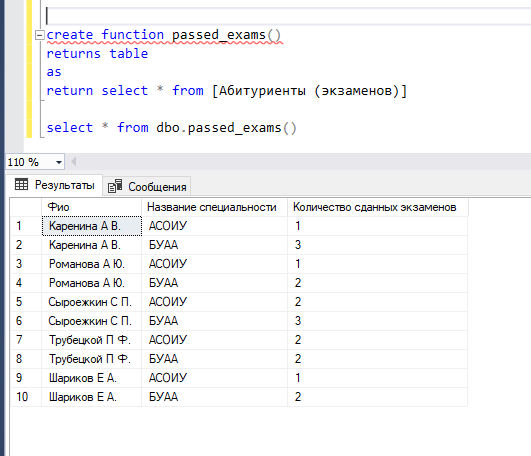 create function passed_exams()
returns table
as
return select * from [Абитуриенты (экзаменов)]
select * from dbo.passed_exams()
110 %
Результаты Сообщения
Фио Название специальности Количество сданных экзаменов
1 Каренина А В. АСОИУ 1
2 Каренина А В. БУАА 3
3 Романова А Ю. АСОИУ 1
4 Романова А Ю. БУАА 2
5 Сыроежкин С П. АСОИУ 2
6 Сыроежкин С П. БУАА 3
7 Трубецкой П Ф. АСОИУ 2
8 Трубецкой П Ф. БУАА 2
9 Шариков Е А. АСОИУ 1
10 Шариков Е А. БУАА 2